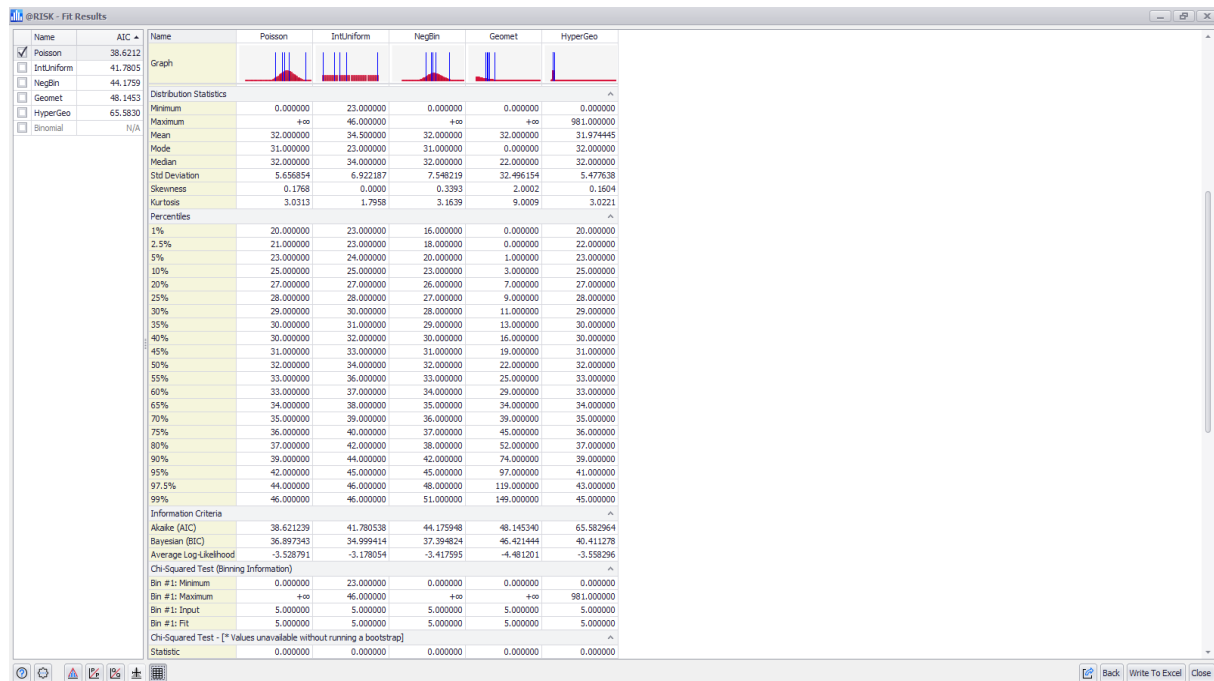 @RISK - Fit Results
Name AIC
Poisson 38.6212
IntUniform 41.7805
NegBin 44.1759
Geomet 48.1453
HyperGeo 65.5830
Binomial N/A
Name Poisson IntUniform NegBin Geomet HyperGeo
Graph
Distribution Statistics
Minimum 0.000000 23.000000 0.000000 0.000000 0.000000
Maximum +∞ 46.000000 +∞ +∞ 981.000000
Mean 32.000000 34.500000 32.000000 32.000000 31.974445
Mode 31.000000 23.000000 31.000000 0.000000 32.000000
Median 32.000000 34.000000 32.000000 22.000000 32.000000
Std Deviation 5.656854 6.922187 7.548219 32.496154 5.477638
Skewness 0.1768 0.0000 0.3393 2.0002 0.1604
Kurtosis 3.0313 1.7958 3.1639 9.0009 3.0221
Percentiles
1% 20.000000 23.000000 16.000000 0.000000 20.000000
2.5% 21.000000 23.000000 18.000000 0.000000 22.000000
5% 23.000000 24.000000 20.000000 1.000000 23.000000
10% 25.000000 25.000000 23.000000 3.000000 25.000000
20% 27.000000 27.000000 26.000000 7.000000 27.000000
25% 28.000000 28.000000 27.000000 9.000000 28.000000
30% 29.000000 30.000000 28.000000 11.000000 29.000000
35% 30.000000 31.000000 29.000000 13.000000 30.000000
40% 30.000000 32.000000 30.000000 16.000000 30.000000
45% 31.000000 33.000000 31.000000 19.000000 31.000000
50% 32.000000 34.000000 32.000000 22.000000 32.000000
55% 33.000000 36.000000 33.000000 25.000000 33.000000
60% 33.000000 37.000000 34.000000 29.000000 33.000000
65% 34.000000 38.000000 35.000000 34.000000 34.000000
70% 35.000000 39.000000 36.000000 39.000000 35.000000
75% 36.000000 40.000000 37.000000 45.000000 36.000000
80% 37.000000 42.000000 38.000000 52.000000 37.000000
90% 39.000000 44.000000 42.000000 74.000000 39.000000
95% 42.000000 45.000000 45.000000 97.000000 41.000000
97.5% 44.000000 46.000000 48.000000 119.000000 43.000000
99% 46.000000 46.000000 51.000000 149.000000 45.000000
Information Criteria
Akaike (AIC) 38.621239 41.780538 44.175948 48.145340 65.582964
Bayesian (BIC) 36.897343 34.999414 37.394824 46.421444 40.411278
Average Log-Likelihood -3.528791 -3.178054 -3.417595 -4.481201 -3.558296
Chi-Squared Test (Binning Information)
Bin #1: Minimum 0.000000 23.000000 0.000000 0.000000 0.000000
Bin #1: Maximum +∞ 46.000000 +∞ +∞ 981.000000
Bin #1: Input 5.000000 5.000000 5.000000 5.000000 5.000000
Bin #1: Fit 5.000000 5.000000 5.000000 5.000000 5.000000
Chi-Squared Test - [* Values unavailable without running a bootstrap]
Statistic 0.000000 0.000000 0.000000 0.000000 0.000000
Back Write To Excel Close